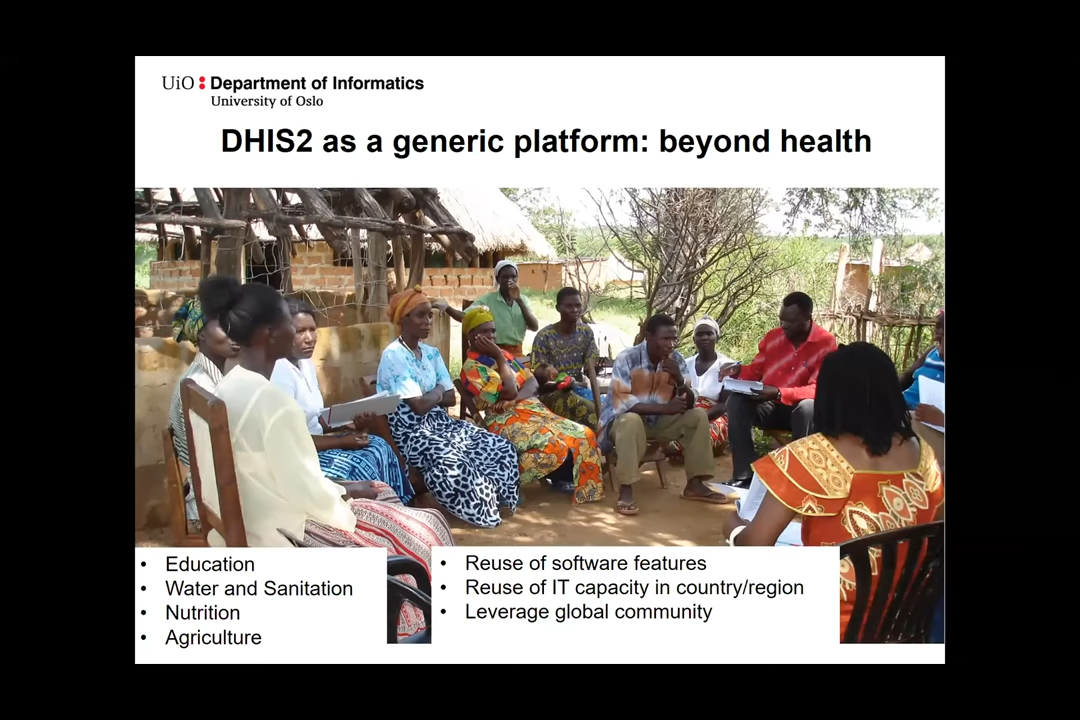 UiO: Department of Informatics
University of Oslo
DHIS2 as a generic platform: beyond health
• Education
• Water and Sanitation
• Nutrition
• Agriculture
• Reuse of software features
• Reuse of IT capacity in country/region
• Leverage global community